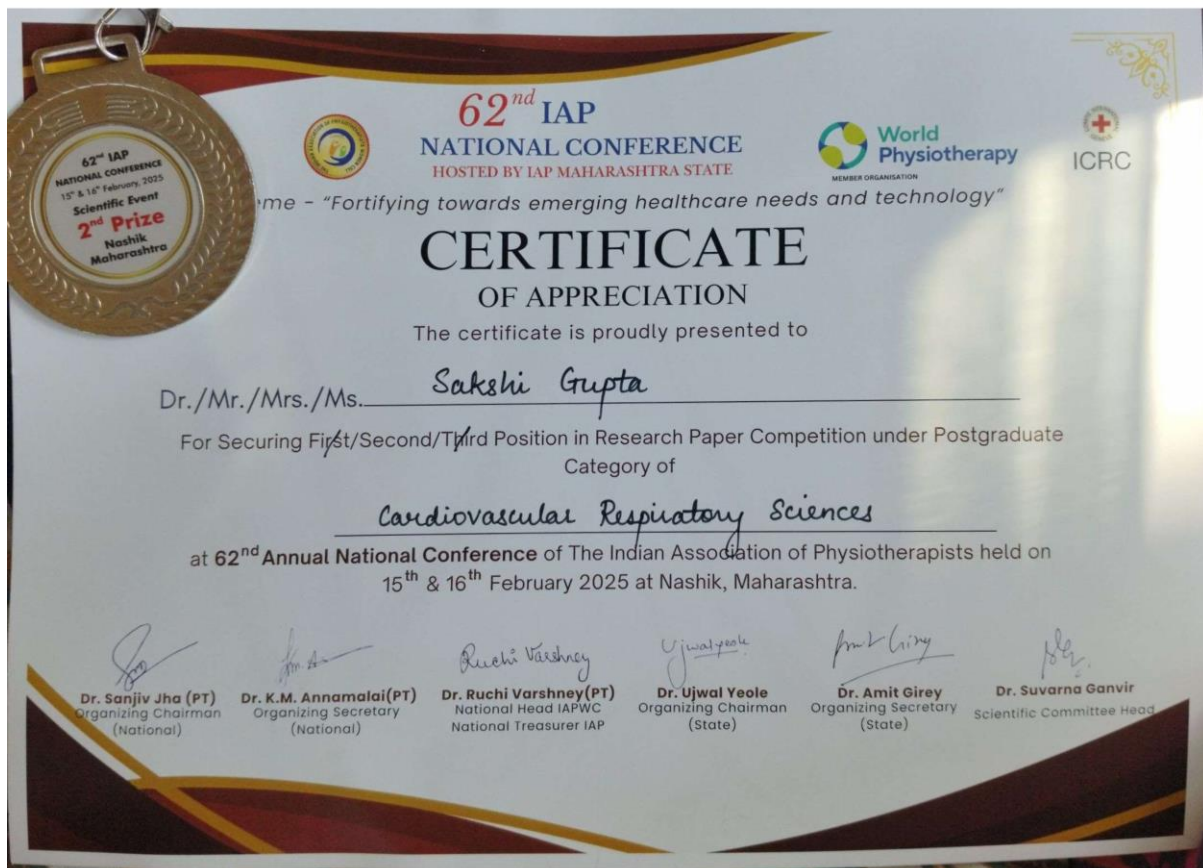 62nd IAP
NATIONAL CONFERENCE
15th & 16th February, 2025
Scientific Event
2nd Prize
Nashik
Maharashtra
62nd IAP
NATIONAL CONFERENCE
HOSTED BY IAP MAHARASHTRA STATE
World
Physiotherapy
MEMBER ORGANISATION
ICRC
me - “Fortifying towards emerging healthcare needs and technology“
CERTIFICATE
OF APPRECIATION
The certificate is proudly presented to
Dr./Mr./Mrs./Ms. Sakshi Gupta
For Securing First/Second/Third Position in Research Paper Competition under Postgraduate
Category of
Cardiovascular Respiratory Sciences
at 62nd Annual National Conference of The Indian Association of Physiotherapists held on
15th & 16th February 2025 at Nashik, Maharashtra.
Ruchi Varshney
Ujwalyeole
Dr. Sanjiv Jha (PT) Dr. K.M. Annamalai(PT) Dr. Ruchi Varshney(PT) Dr. Ujwal Yeole Dr. Amit Girey Dr. Suvarna Ganvir
Organizing Chairman Organizing Secretary National Head IAPWC Organizing Chairman Organizing Secretary Scientific Committee Head
(National) (National) National Treasurer IAP (State) (State)